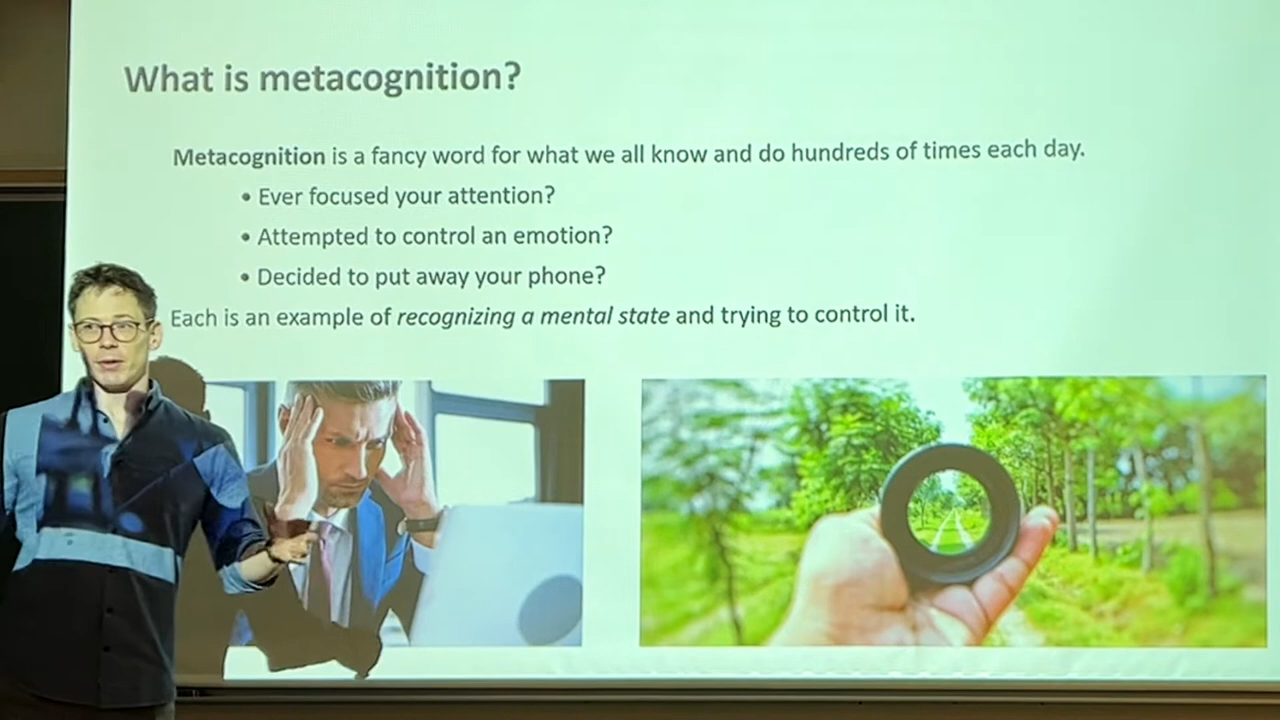 What is metacognition?
Metacognition is a fancy word for what we all know and do hundreds of times each day.
• Ever focused your attention?
• Attempted to control an emotion?
• Decided to put away your phone?
Each is an example of recognizing a mental state and trying to control it.